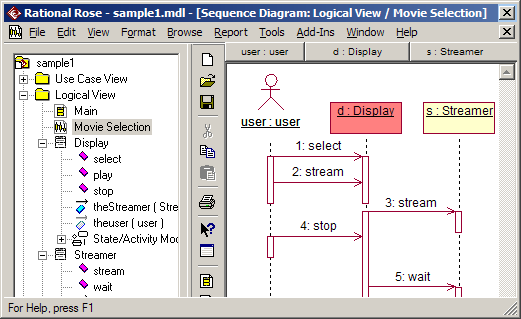 Rational Rose - sample1.mdl - [Sequence Diagram: Logical View / Movie Selection]
File Edit View Format Browse Report Tools Add-Ins Window Help
sample1
Use Case View
Logical View
Main
Movie Selection
Display
select
play
stop
theStreamer ( Stre
theuser ( user )
State/Activity Moc
Streamer
stream
wait
user : user d : Display s : Streamer
user : user
d : Display
s : Streamer
1: select
2: stream
3: stream
4: stop
5: wait
For Help, press F1